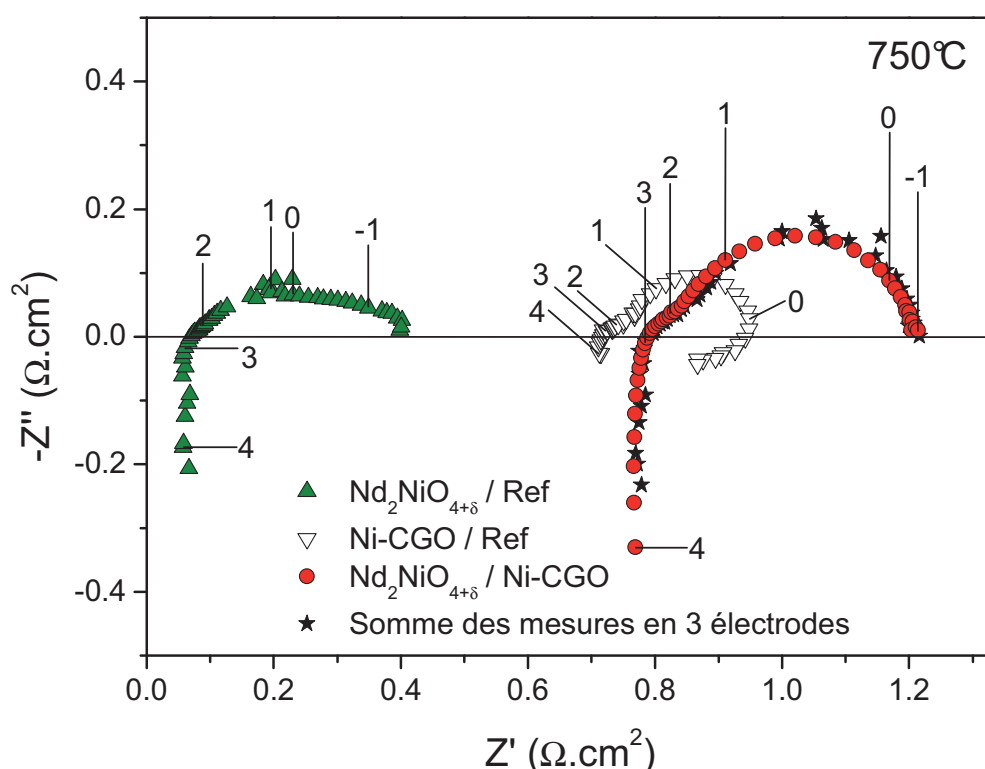 750°C
0.4
0.2
0.0
-0.2
-0.4
-Z" (Ω.cm²)
2
1
0
-1
3
4
4
3
2
1
0
3
2
1
0
-1
4
Nd₂NiO₄₊δ / Ref
Ni-CGO / Ref
Nd₂NiO₄₊δ / Ni-CGO
Somme des mesures en 3 électrodes
0.0 0.2 0.4 0.6 0.8 1.0 1.2
Z' (Ω.cm²)